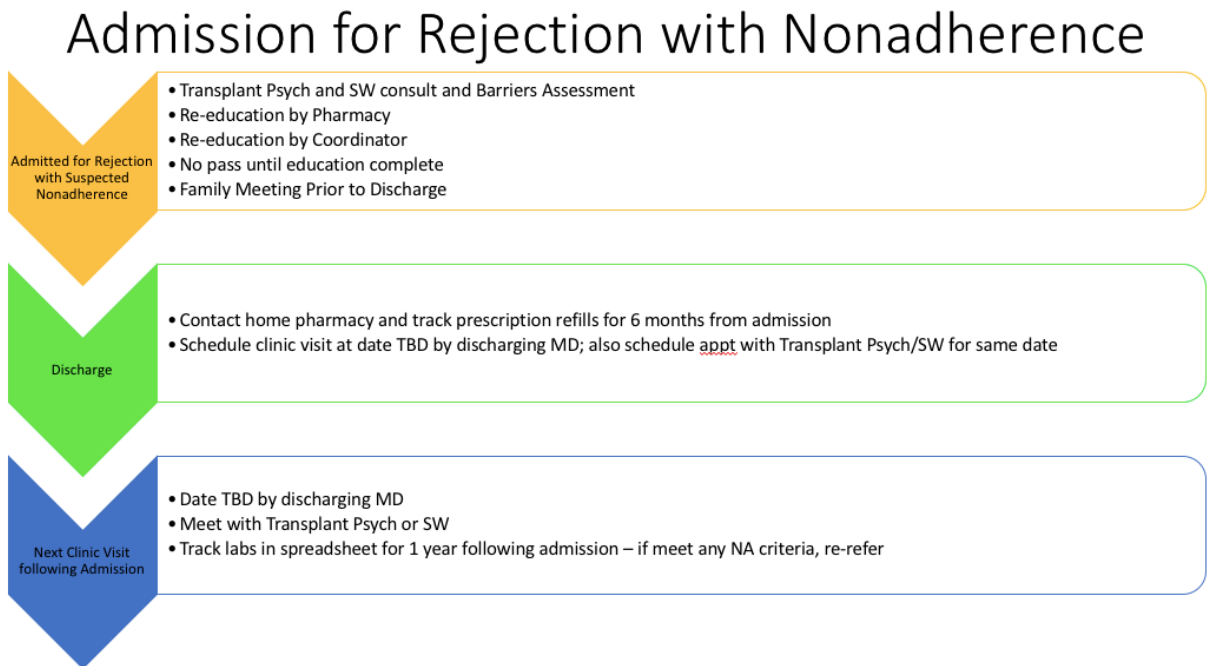 Admission for Rejection with Nonadherence
Admitted for Rejection
with Suspected
Nonadherence
• Transplant Psych and SW consult and Barriers Assessment
• Re-education by Pharmacy
• Re-education by Coordinator
• No pass until education complete
• Family Meeting Prior to Discharge
Discharge
• Contact home pharmacy and track prescription refills for 6 months from admission
• Schedule clinic visit at date TBD by discharging MD; also schedule appt with Transplant Psych/SW for same date
Next Clinic Visit
following Admission
• Date TBD by discharging MD
• Meet with Transplant Psych or SW
• Track labs in spreadsheet for 1 year following admission – if meet any NA criteria, re-refer